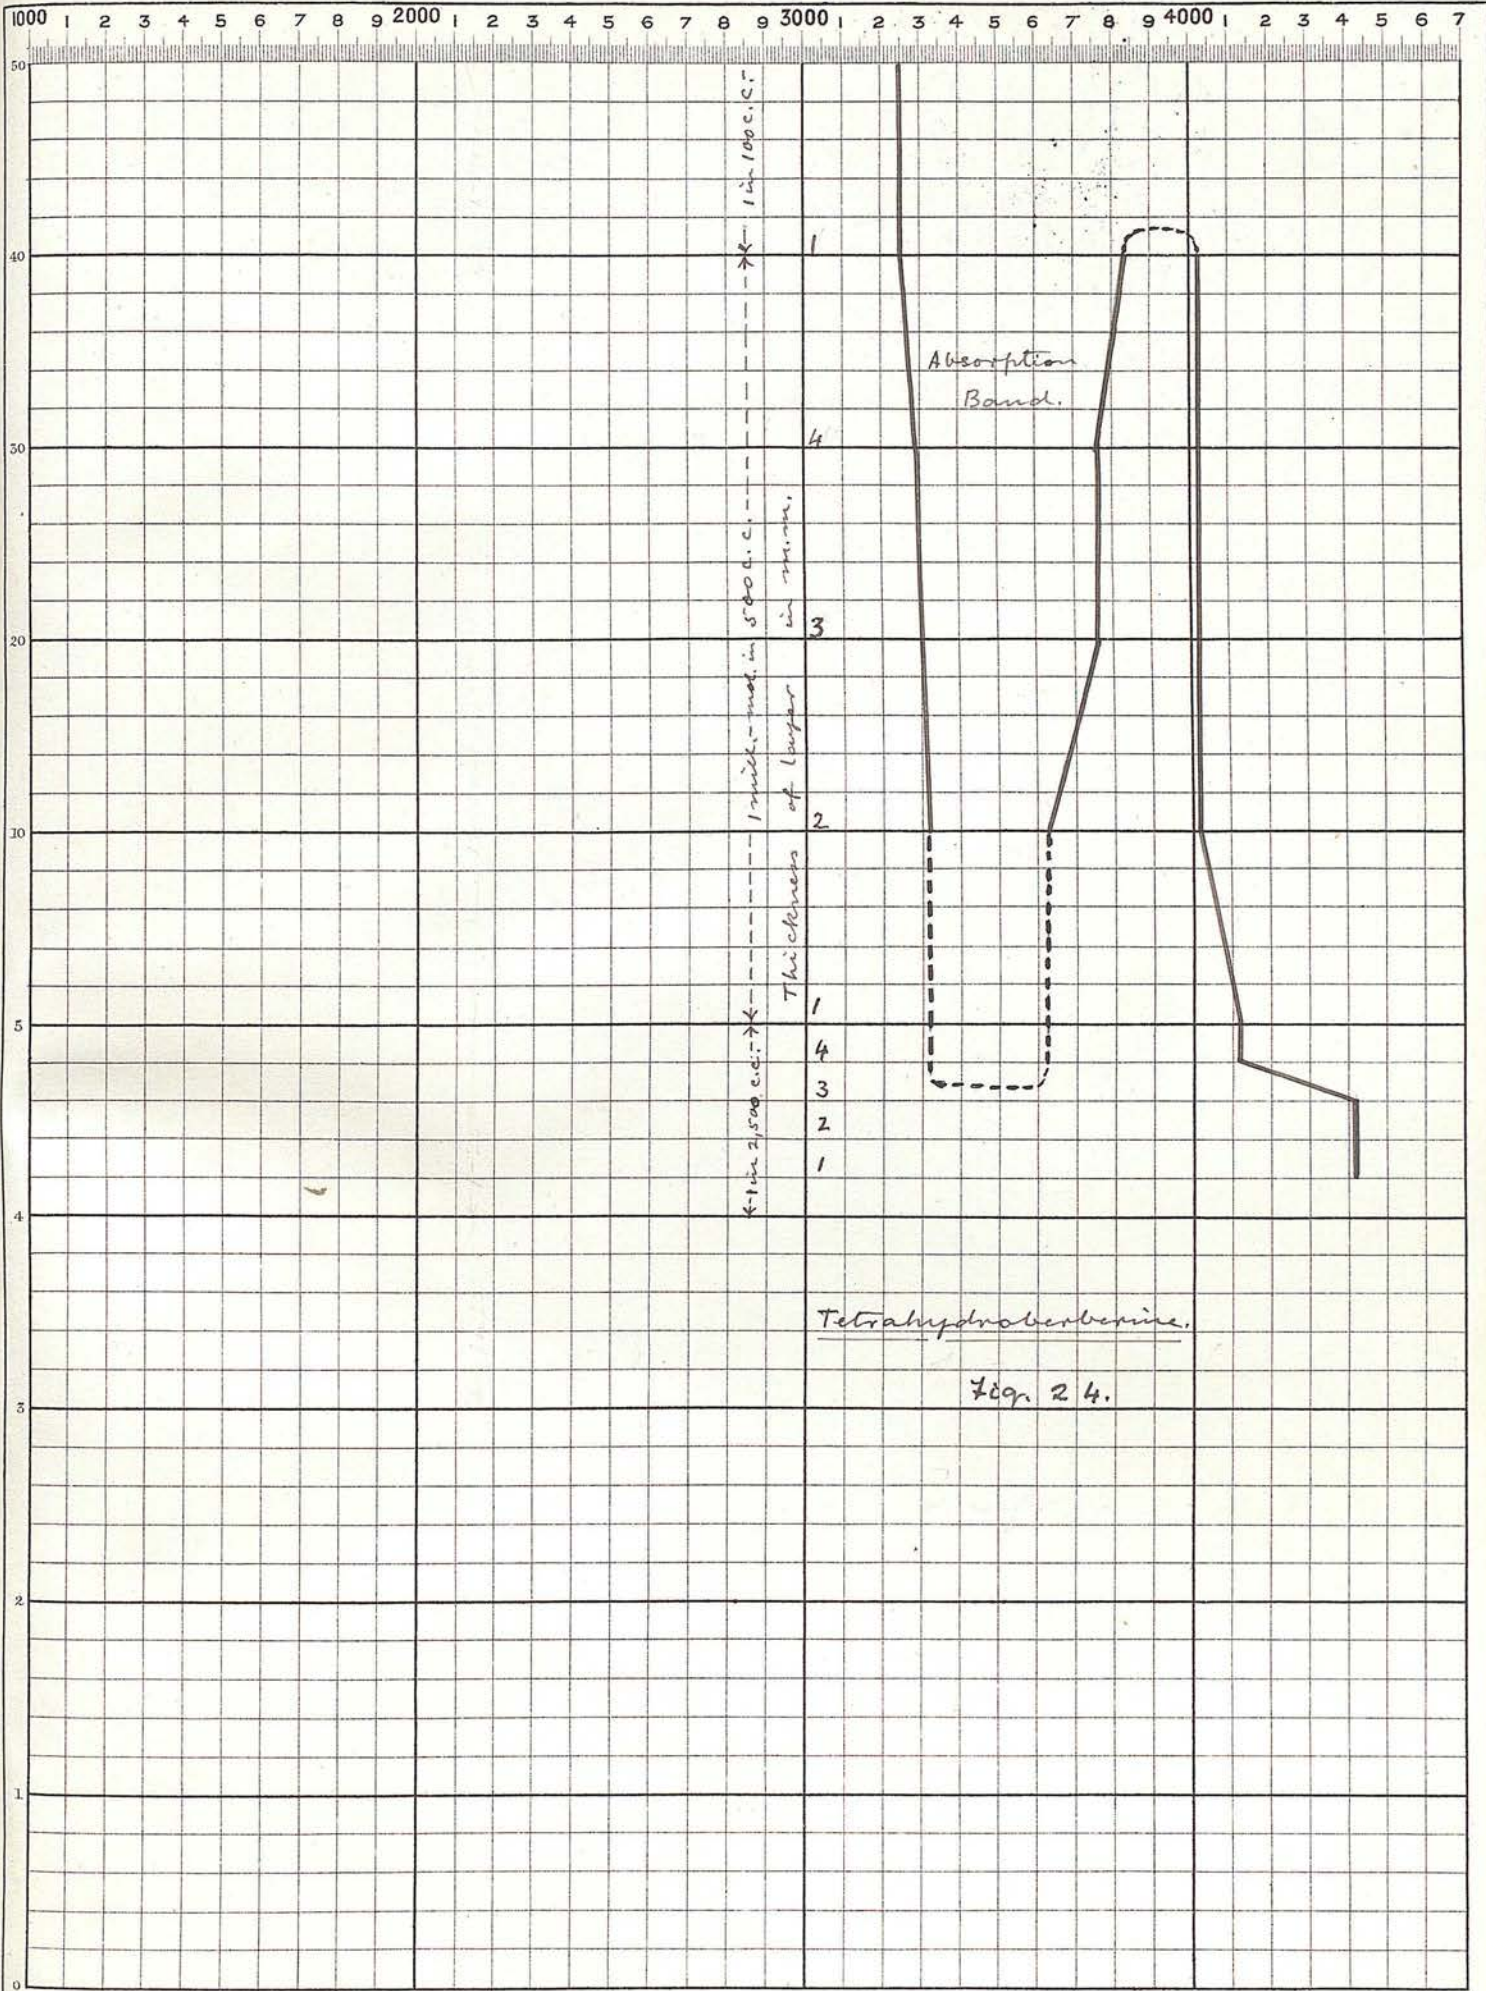 1000 1 2 3 4 5 6 7 8 9 2000 1 2 3 4 5 6 7 8 9 3000 1 2 3 4 5 6 7 8 9 4000 1 2 3 4 5 6 7
50
40
30
20
10
5
4
3
2
1
0
←1 in 2,500 c.c.→←------ 1 mill.-mol. in 500 c.c. ------→← 1 in 100 c.c.
Thickness of layer in m.m.
1
4
3
2
1
4
3
2
1
Absorption
Band.
Tetrahydroberberine.
Fig. 24.